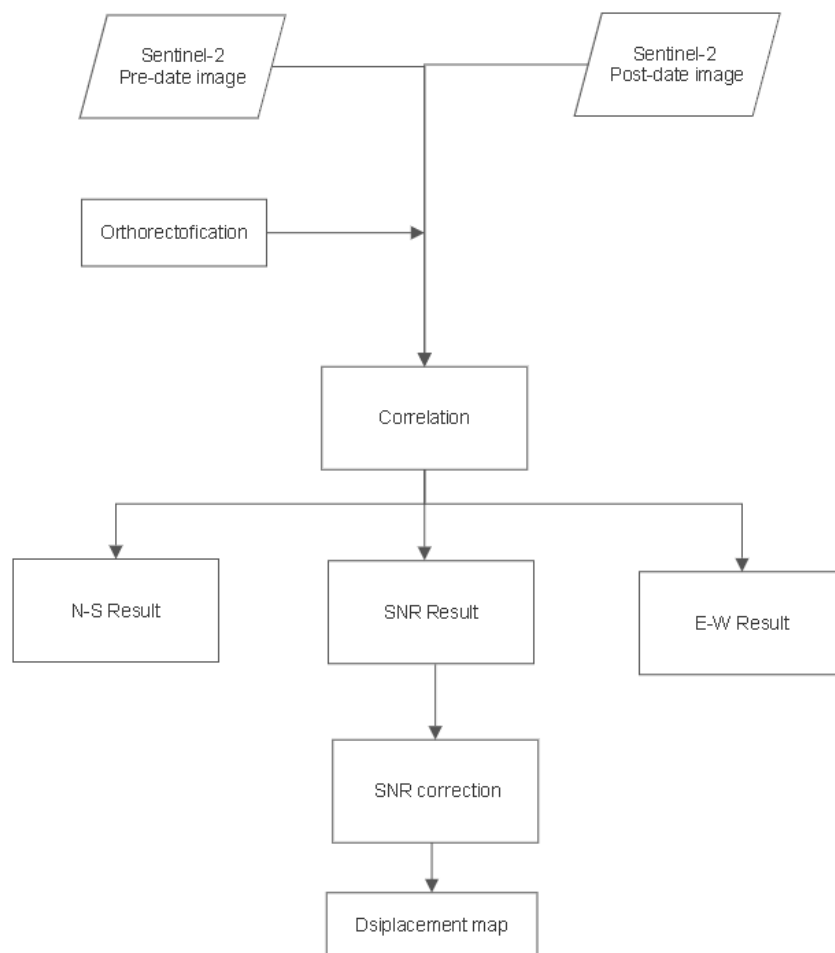 Sentinel-2
Pre-date image
Sentinel-2
Post-date image
Orthorectofication
Correlation
N-S Result
SNR Result
E-W Result
SNR correction
Dsiplacement map